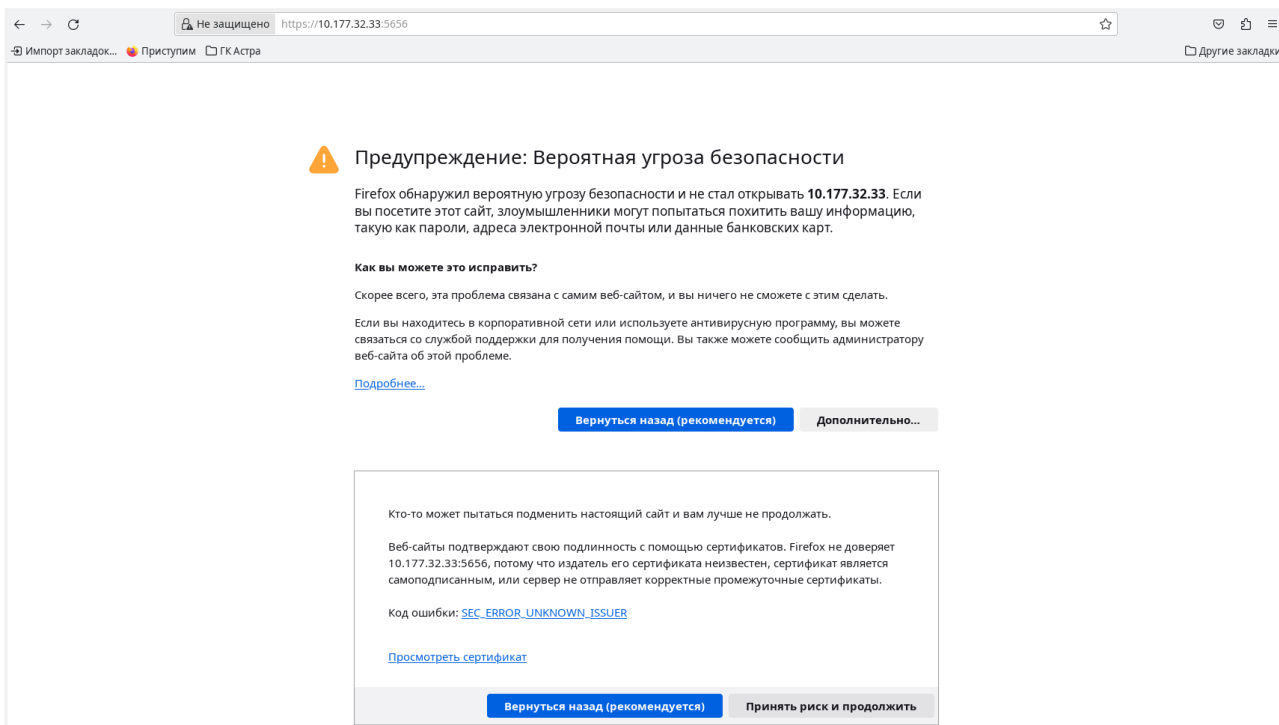 Не защищено https://10.177.32.33:5656
Импорт закладок... Приступим ГК Астра Другие закладки
Предупреждение: Вероятная угроза безопасности
Firefox обнаружил вероятную угрозу безопасности и не стал открывать 10.177.32.33. Если
вы посетите этот сайт, злоумышленники могут попытаться похитить вашу информацию,
такую как пароли, адреса электронной почты или данные банковских карт.
Как вы можете это исправить?
Скорее всего, эта проблема связана с самим веб-сайтом, и вы ничего не сможете с этим сделать.
Если вы находитесь в корпоративной сети или используете антивирусную программу, вы можете
связаться со службой поддержки для получения помощи. Вы также можете сообщить администратору
веб-сайта об этой проблеме.
Подробнее...
Вернуться назад (рекомендуется) Дополнительно...
Кто-то может пытаться подменить настоящий сайт и вам лучше не продолжать.
Веб-сайты подтверждают свою подлинность с помощью сертификатов. Firefox не доверяет
10.177.32.33:5656, потому что издатель его сертификата неизвестен, сертификат является
самоподписанным, или сервер не отправляет корректные промежуточные сертификаты.
Код ошибки: SEC_ERROR_UNKNOWN_ISSUER
Просмотреть сертификат
Вернуться назад (рекомендуется) Принять риск и продолжить